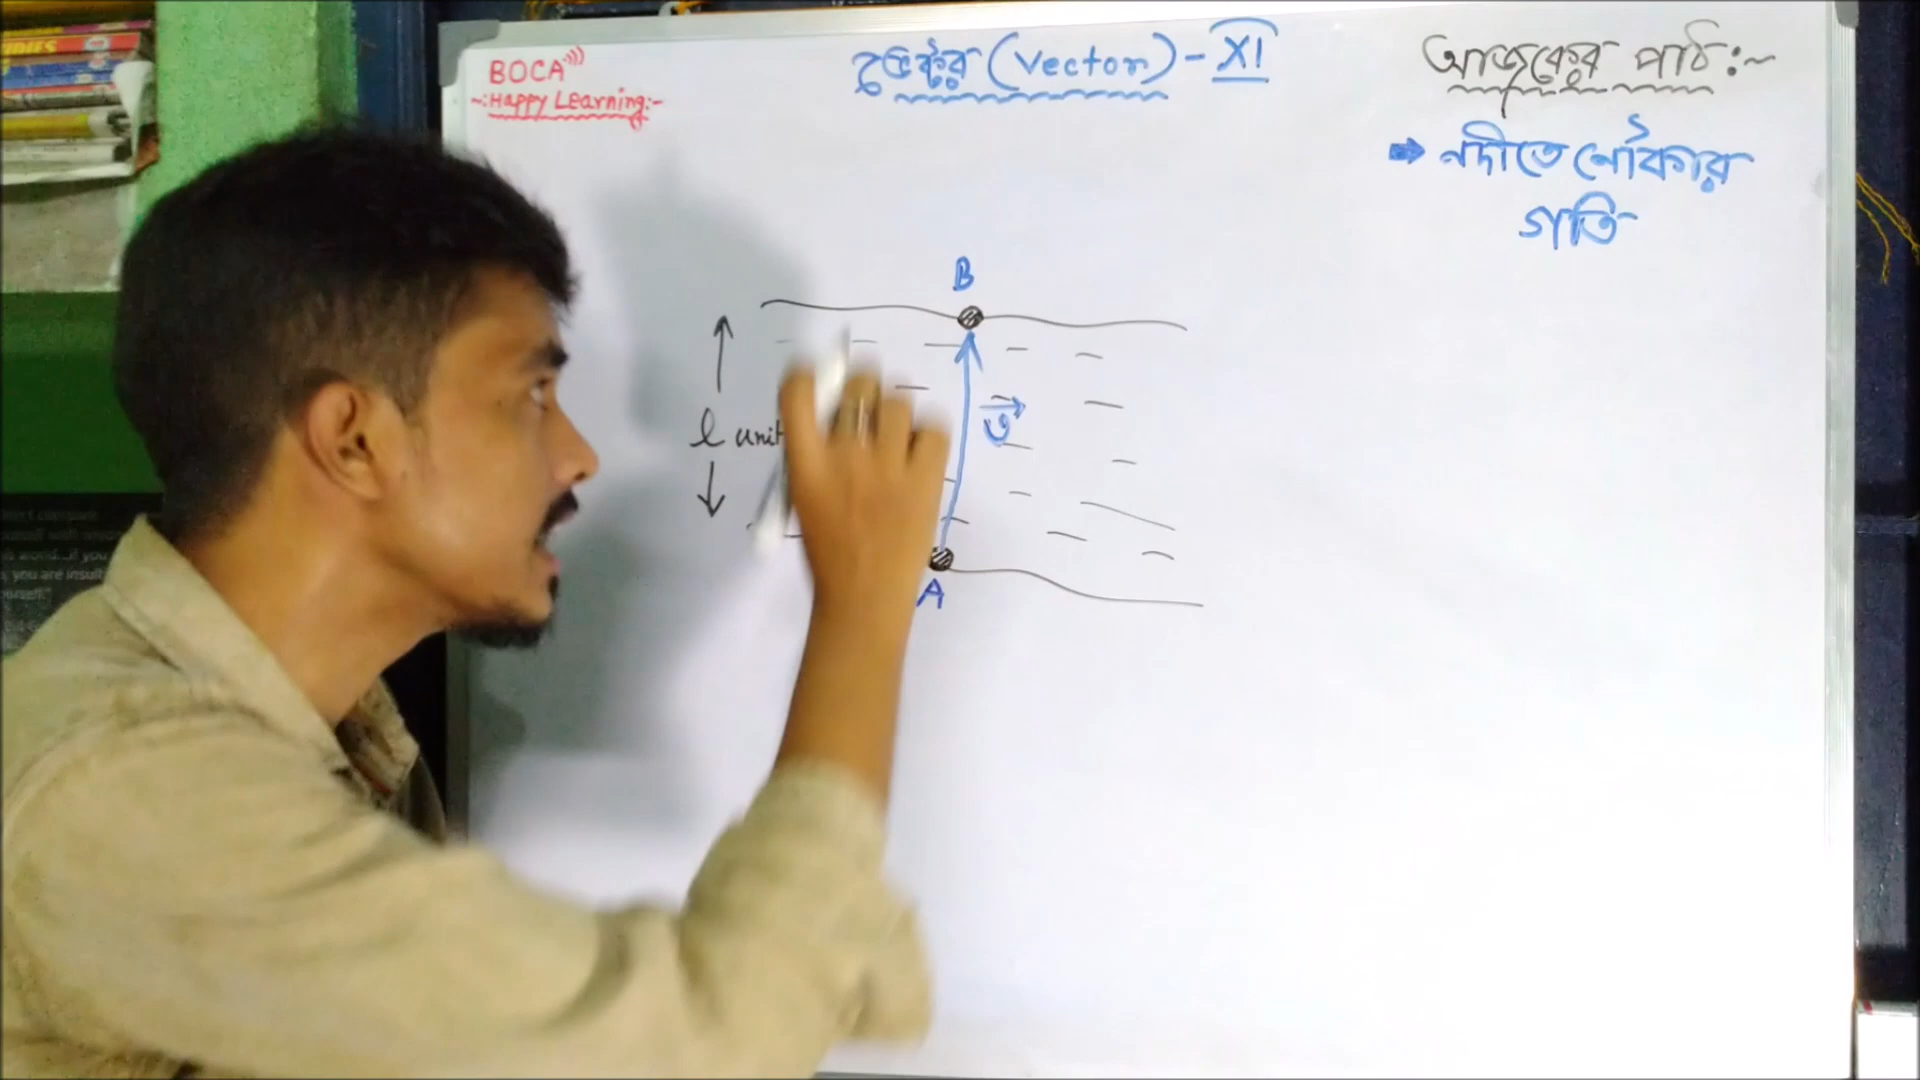 BOCA
~:Happy Learning:~
ভেক্টর (Vector) - XI
আজকের পাঠ:~
➡ নদীতে নৌকার
গতি
B
l unit
v
A